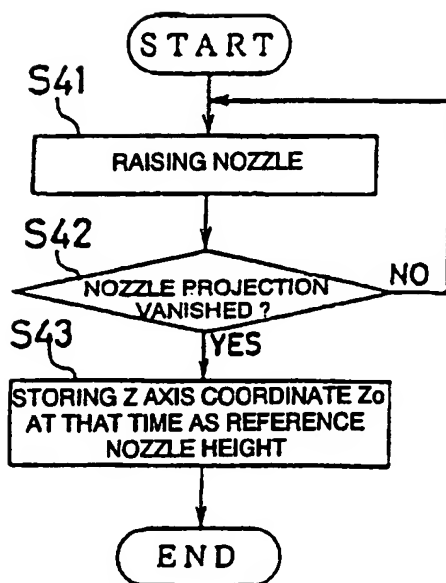 START
S41
RAISING NOZZLE
S42
NOZZLE PROJECTION
VANISHED ?
NO
YES
S43
STORING Z AXIS COORDINATE Zo
AT THAT TIME AS REFERENCE
NOZZLE HEIGHT
END